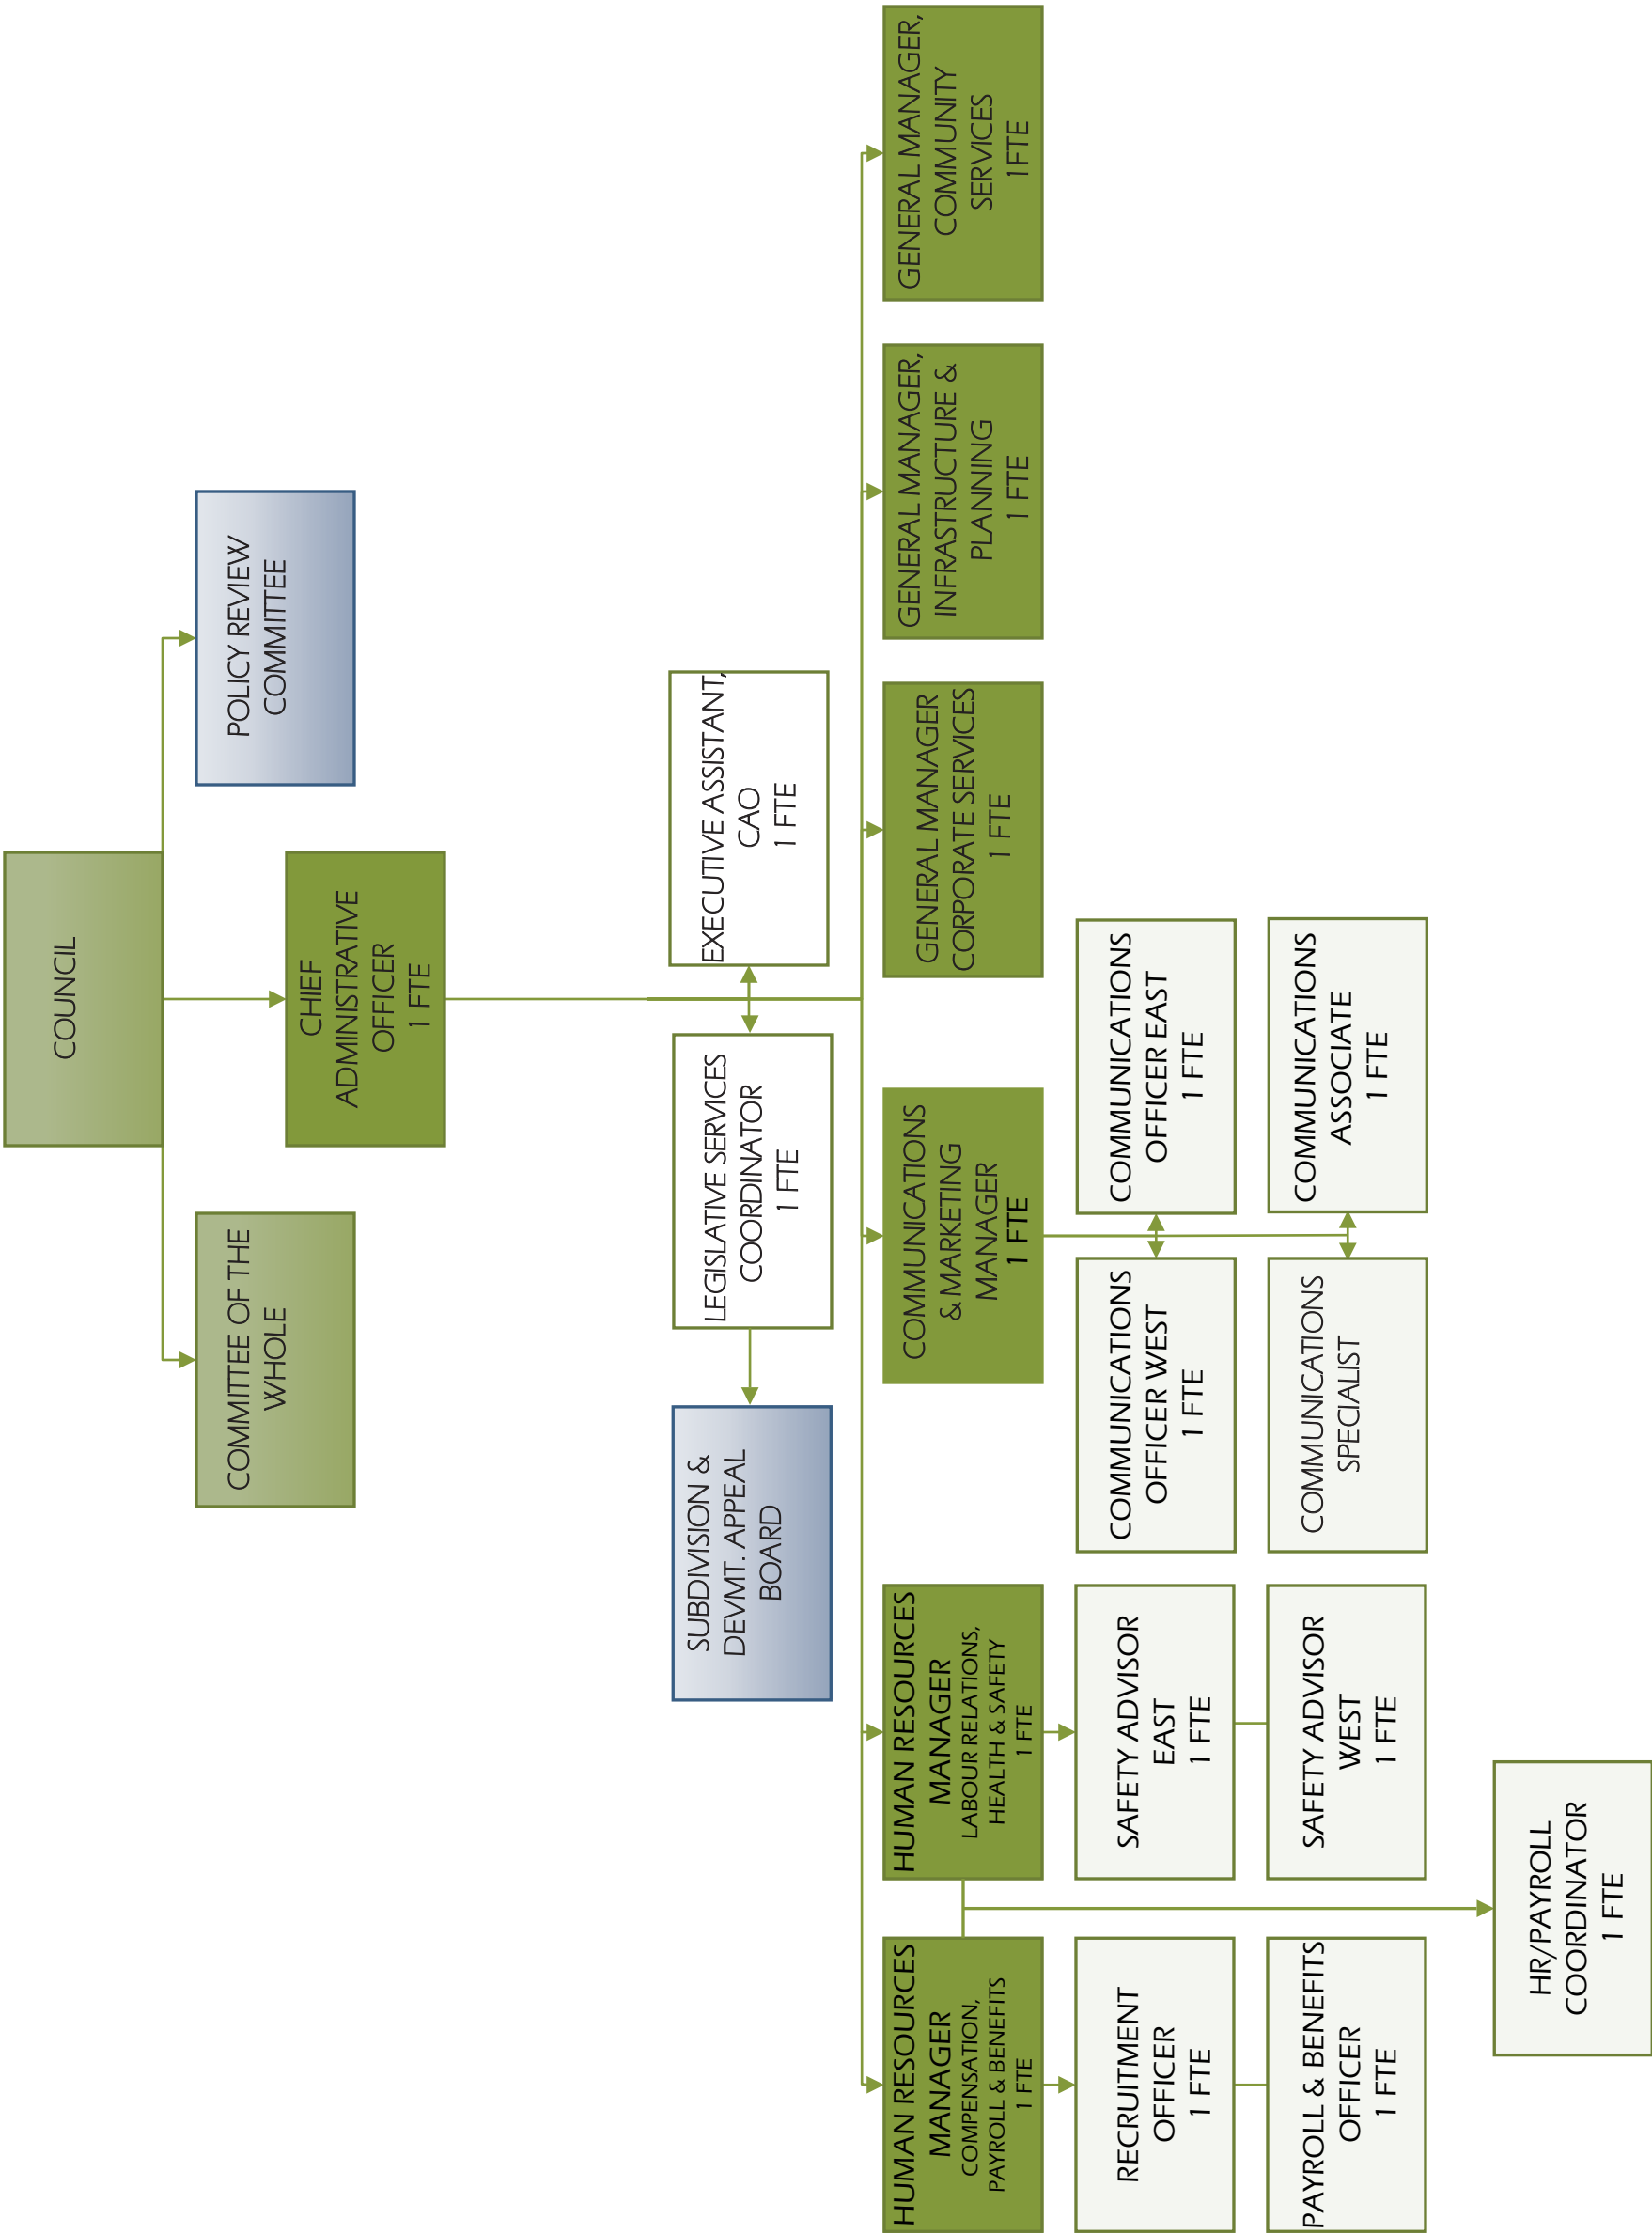 COUNCIL
COMMITTEE OF THE
WHOLE
POLICY REVIEW
COMMITTEE
CHIEF
ADMINISTRATIVE
OFFICER
1 FTE
SUBDIVISION &
DEVMT. APPEAL
BOARD
LEGISLATIVE SERVICES
COORDINATOR
1 FTE
EXECUTIVE ASSISTANT,
CAO
1 FTE
HUMAN RESOURCES
MANAGER
COMPENSATION,
PAYROLL & BENEFITS
1 FTE
HUMAN RESOURCES
MANAGER
LABOUR RELATIONS,
HEALTH & SAFETY
1 FTE
COMMUNICATIONS
& MARKETING
MANAGER
1 FTE
GENERAL MANAGER
CORPORATE SERVICES
1 FTE
GENERAL MANAGER,
INFRASTRUCTURE &
PLANNING
1 FTE
GENERAL MANAGER,
COMMUNITY
SERVICES
1FTE
RECRUITMENT
OFFICER
1 FTE
SAFETY ADVISOR
EAST
1 FTE
COMMUNICATIONS
OFFICER WEST
1 FTE
COMMUNICATIONS
OFFICER EAST
1 FTE
PAYROLL & BENEFITS
OFFICER
1 FTE
SAFETY ADVISOR
WEST
1 FTE
COMMUNICATIONS
SPECIALIST
COMMUNICATIONS
ASSOCIATE
1 FTE
HR/PAYROLL
COORDINATOR
1 FTE